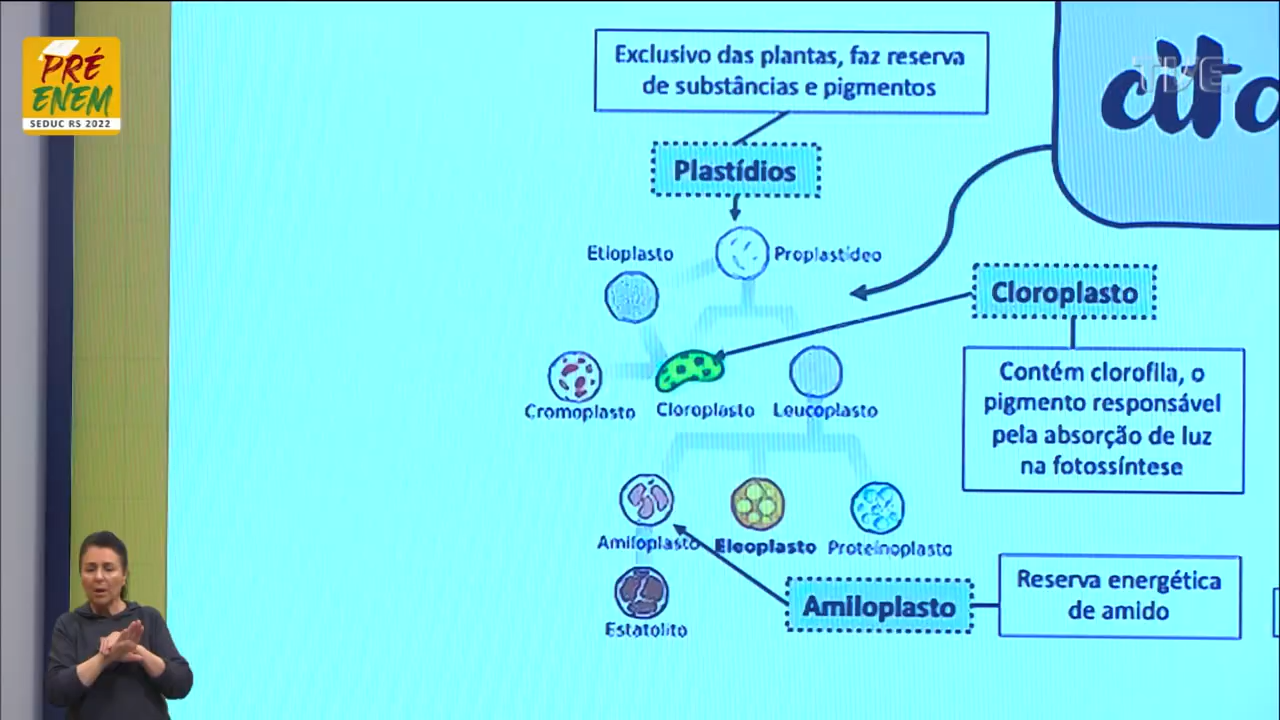 PRÉ
ENEM
SEDUC RS 2022
Exclusivo das plantas, faz reserva
de substâncias e pigmentos
TVE
Plastídios
Etioplasto
Proplastídeo
Cloroplasto
Contém clorofila, o
pigmento responsável
pela absorção de luz
na fotossíntese
Cromoplasto
Cloroplasto
Leucoplasto
Amiloplasto
Eleoplasto
Proteinoplasto
Estatolito
Amiloplasto
Reserva energética
de amido